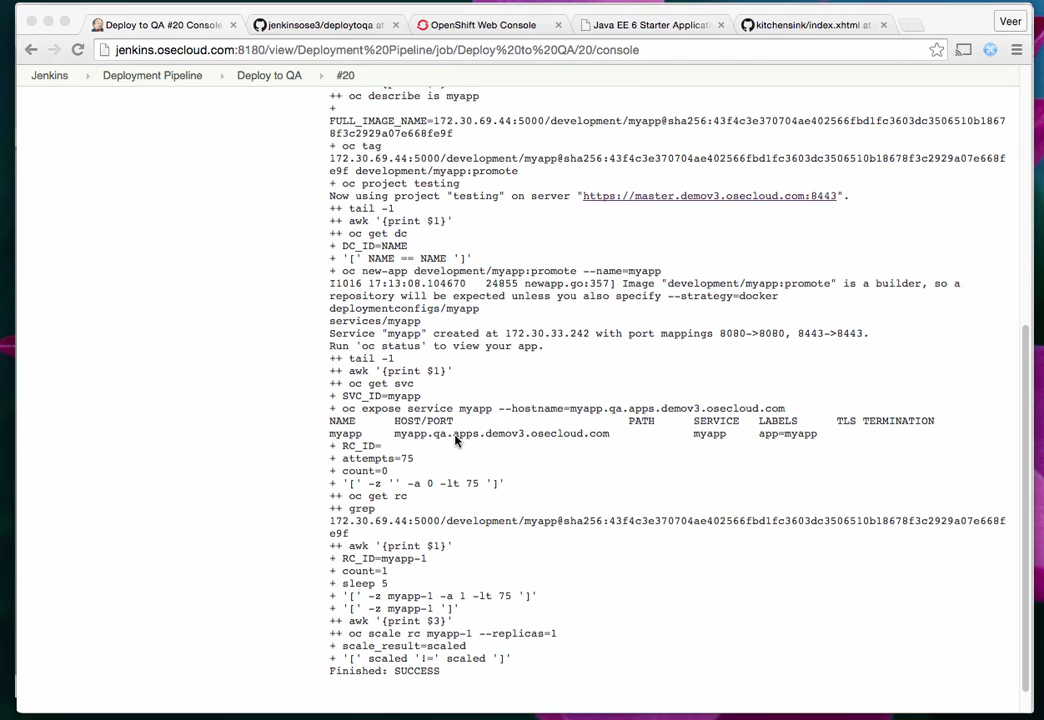 Deploy to QA #20 Console
jenkinsose3/deploytoqa at
OpenShift Web Console
Java EE 6 Starter Applicati
kitchensink/index.xhtml at
Veer
jenkins.osecloud.com:8180/view/Deployment%20Pipeline/job/Deploy%20to%20QA/20/console
Jenkins Deployment Pipeline Deploy to QA #20
++ oc describe is myapp
+
FULL_IMAGE_NAME=172.30.69.44:5000/development/myapp@sha256:43f4c3e370704ae402566fbd1fc3603dc3506510b1867
8f3c2929a07e668fe9f
+ oc tag
172.30.69.44:5000/development/myapp@sha256:43f4c3e370704ae402566fbd1fc3603dc3506510b18678f3c2929a07e668f
e9f development/myapp:promote
+ oc project testing
Now using project "testing" on server "https://master.demov3.osecloud.com:8443".
++ tail -1
++ awk '{print $1}'
++ oc get dc
+ DC_ID=NAME
+ '[' NAME == NAME ']'
+ oc new-app development/myapp:promote --name=myapp
I1016 17:13:08.104670 24855 newapp.go:357] Image "development/myapp:promote" is a builder, so a
repository will be expected unless you also specify --strategy=docker
deploymentconfigs/myapp
services/myapp
Service "myapp" created at 172.30.33.242 with port mappings 8080->8080, 8443->8443.
Run 'oc status' to view your app.
++ tail -1
++ awk '{print $1}'
++ oc get svc
+ SVC_ID=myapp
+ oc expose service myapp --hostname=myapp.qa.apps.demov3.osecloud.com
NAME HOST/PORT PATH SERVICE LABELS TLS TERMINATION
myapp myapp.qa.apps.demov3.osecloud.com myapp app=myapp
+ RC_ID=
+ attempts=75
+ count=0
+ '[' -z '' -a 0 -lt 75 ']'
++ oc get rc
++ grep
172.30.69.44:5000/development/myapp@sha256:43f4c3e370704ae402566fbd1fc3603dc3506510b18678f3c2929a07e668f
e9f
++ awk '{print $1}'
+ RC_ID=myapp-1
+ count=1
+ sleep 5
+ '[' -z myapp-1 -a 1 -lt 75 ']'
+ '[' -z myapp-1 ']'
++ awk '{print $3}'
++ oc scale rc myapp-1 --replicas=1
+ scale_result=scaled
+ '[' scaled '!=' scaled ']'
Finished: SUCCESS